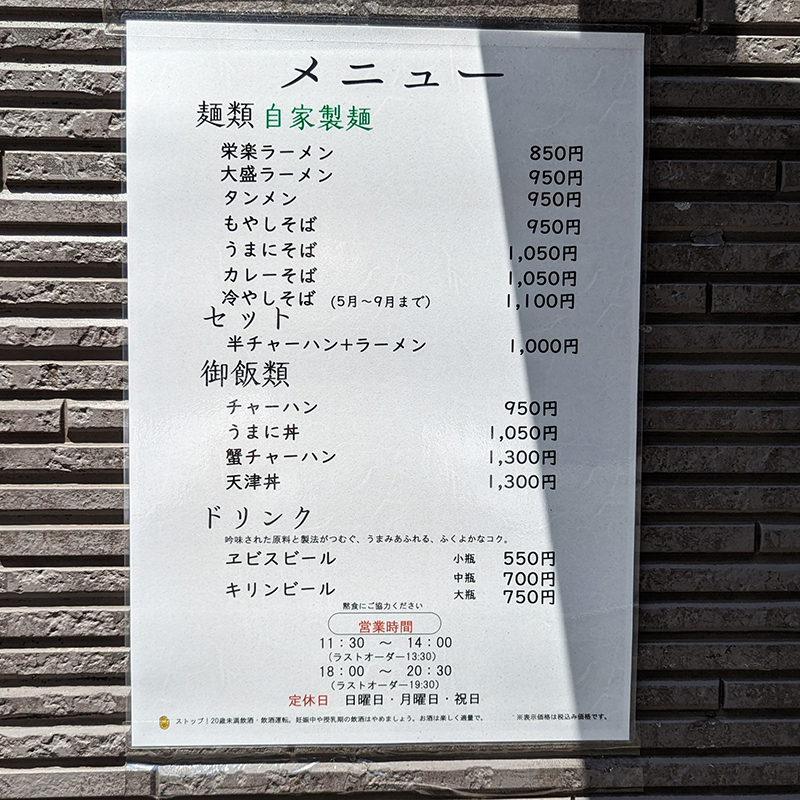 メニュー
麺類 自家製麺
栄楽ラーメン 850円
大盛ラーメン 950円
タンメン 950円
もやしそば 950円
うまにそば 1,050円
カレーそば 1,050円
冷やしそば (5月〜9月まで) 1,100円
セット
半チャーハン+ラーメン 1,000円
御飯類
チャーハン 950円
うまに丼 1,050円
蟹チャーハン 1,300円
天津丼 1,300円
ドリンク
吟味された原料と製法がつむぐ、うまみあふれる、ふくよかなコク。
ヱビスビール 小瓶 550円
中瓶 700円
キリンビール 大瓶 750円
黙食にご協力ください
営業時間
11:30 〜 14:00
(ラストオーダー13:30)
18:00 〜 20:30
(ラストオーダー19:30)
定休日 日曜日・月曜日・祝日
ストップ!20歳未満飲酒・飲酒運転。妊娠中や授乳期の飲酒はやめましょう。お酒は楽しく適量で。 ※表示価格は税込み価格です。